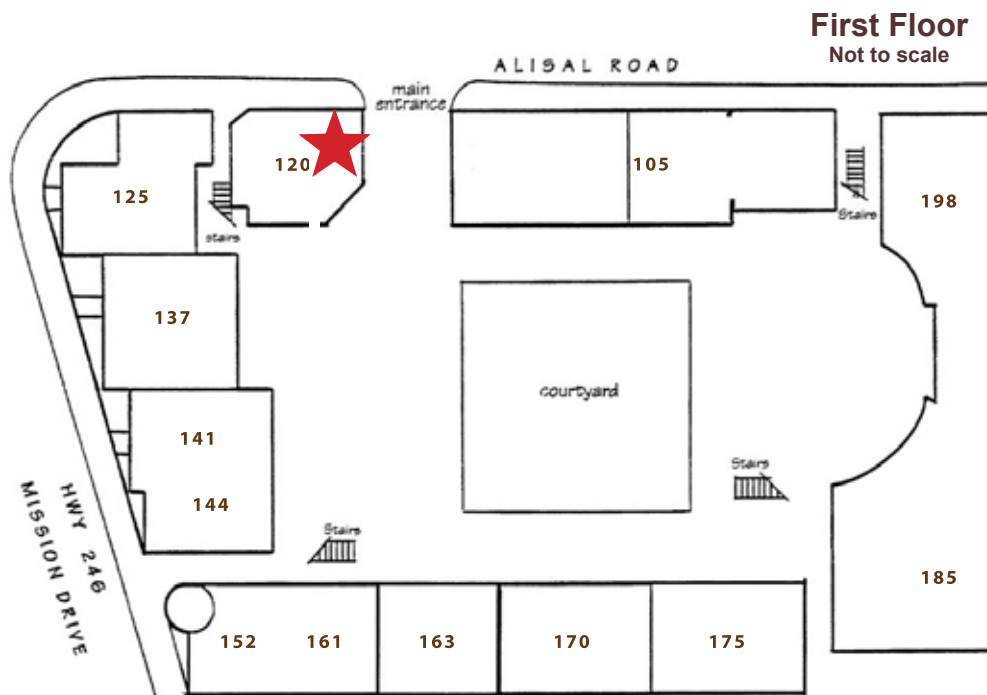 First Floor
Not to scale
ALISAL ROAD
main
entrance
120
105
125
198
stairs
Stairs
137
courtyard
141
144
Stairs
Stairs
HWY 246
MISSION DRIVE
185
152
161
163
170
175